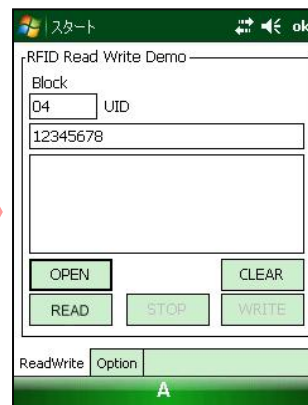 スタート ok
RFID Read Write Demo
Block
04 UID
12345678
OPEN CLEAR
READ STOP WRITE
ReadWrite Option
A